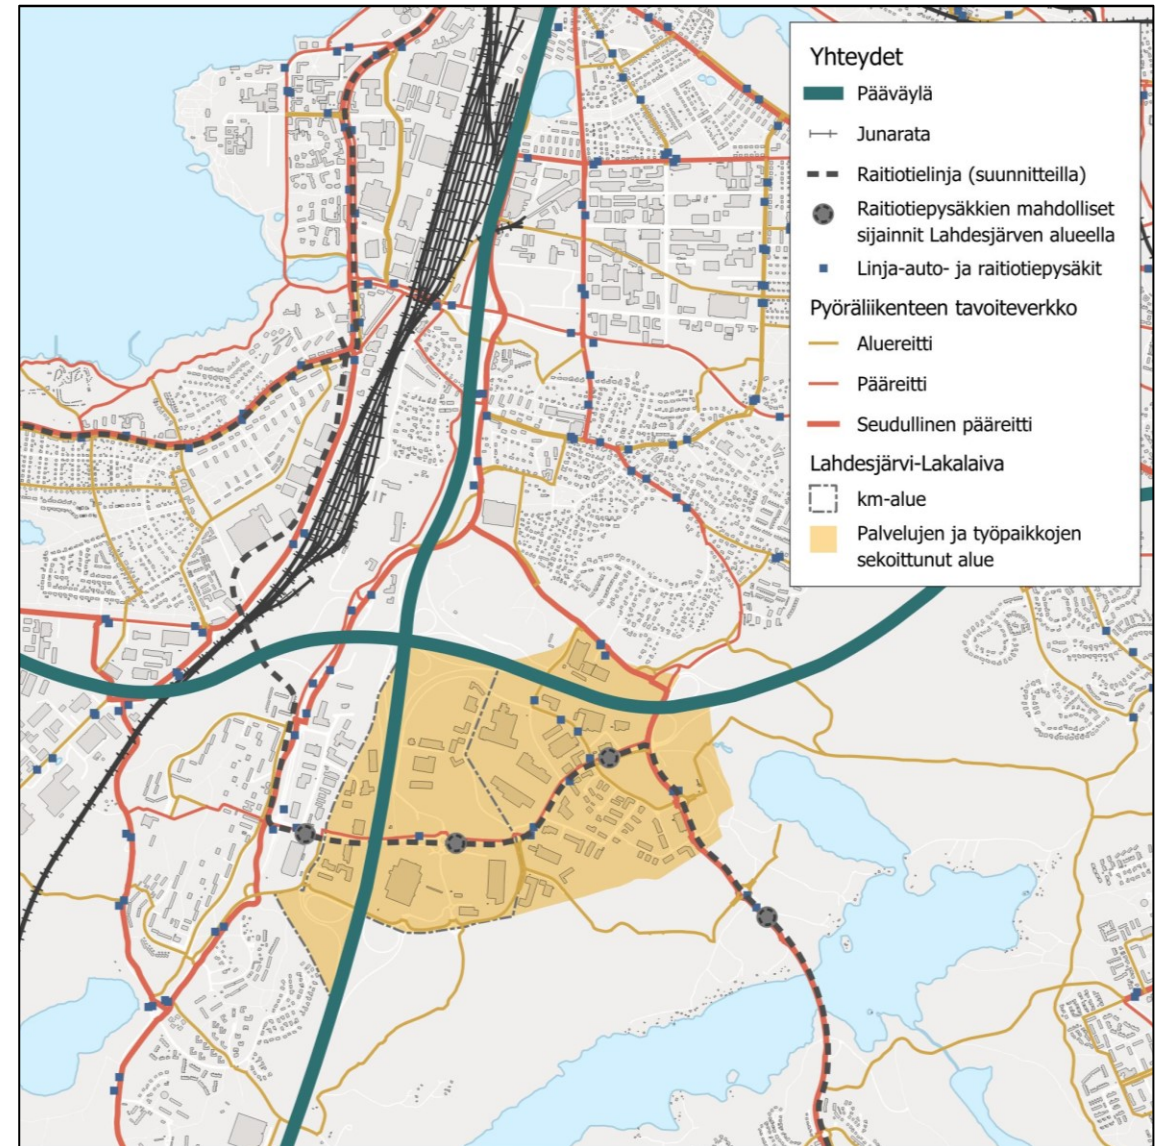 Yhteydet
Pääväylä
Junarata
Raitiotielinja (suunnitteilla)
Raitiotiepysäkkien mahdolliset
sijainnit Lahdesjärven alueella
Linja-auto- ja raitiotiepysäkit
Pyöräliikenteen tavoiteverkko
Aluereitti
Pääreitti
Seudullinen pääreitti
Lahdesjärvi-Lakalaiva
km-alue
Palvelujen ja työpaikkojen
sekoittunut alue